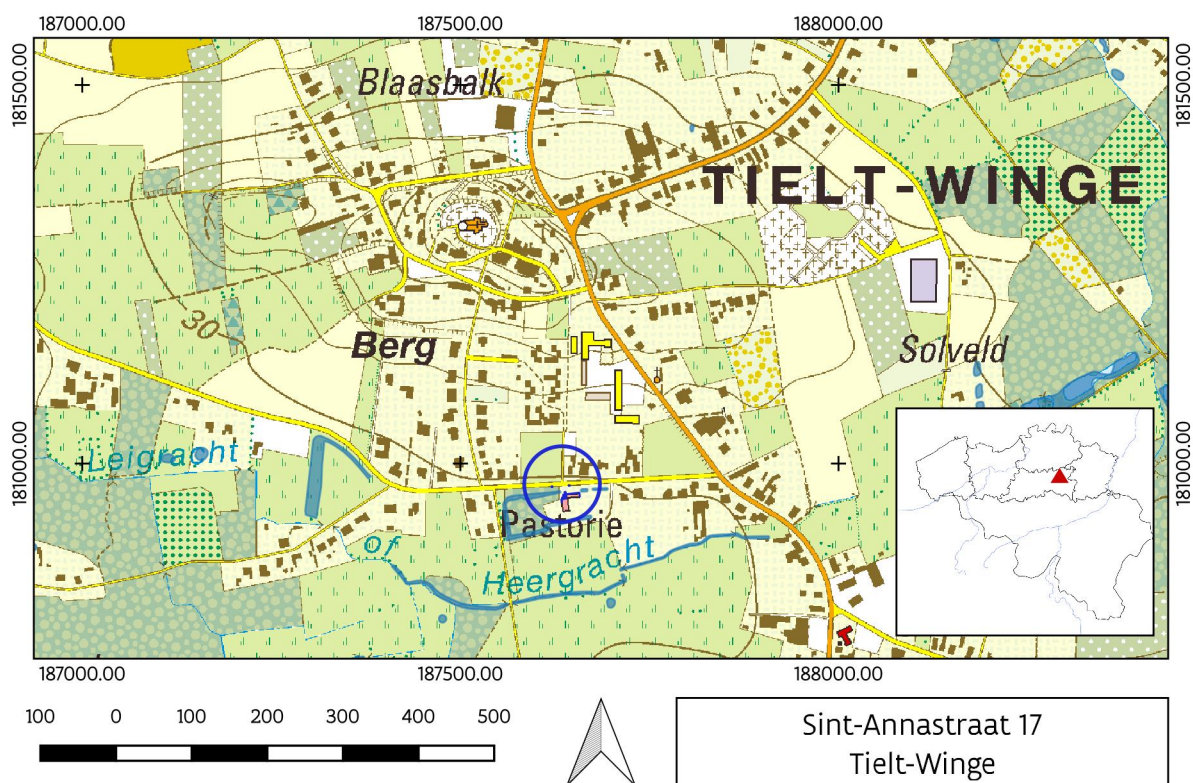 187000.00
187500.00
188000.00
181500.00
181500.00
Blaasbalk
TIELT-WINGE
30
Berg
Solveld
Leigracht
181000.00
181000.00
Pastorie
of
Heergracht
187000.00
187500.00
188000.00
100 0 100 200 300 400 500
Sint-Annastraat 17
Tielt-Winge